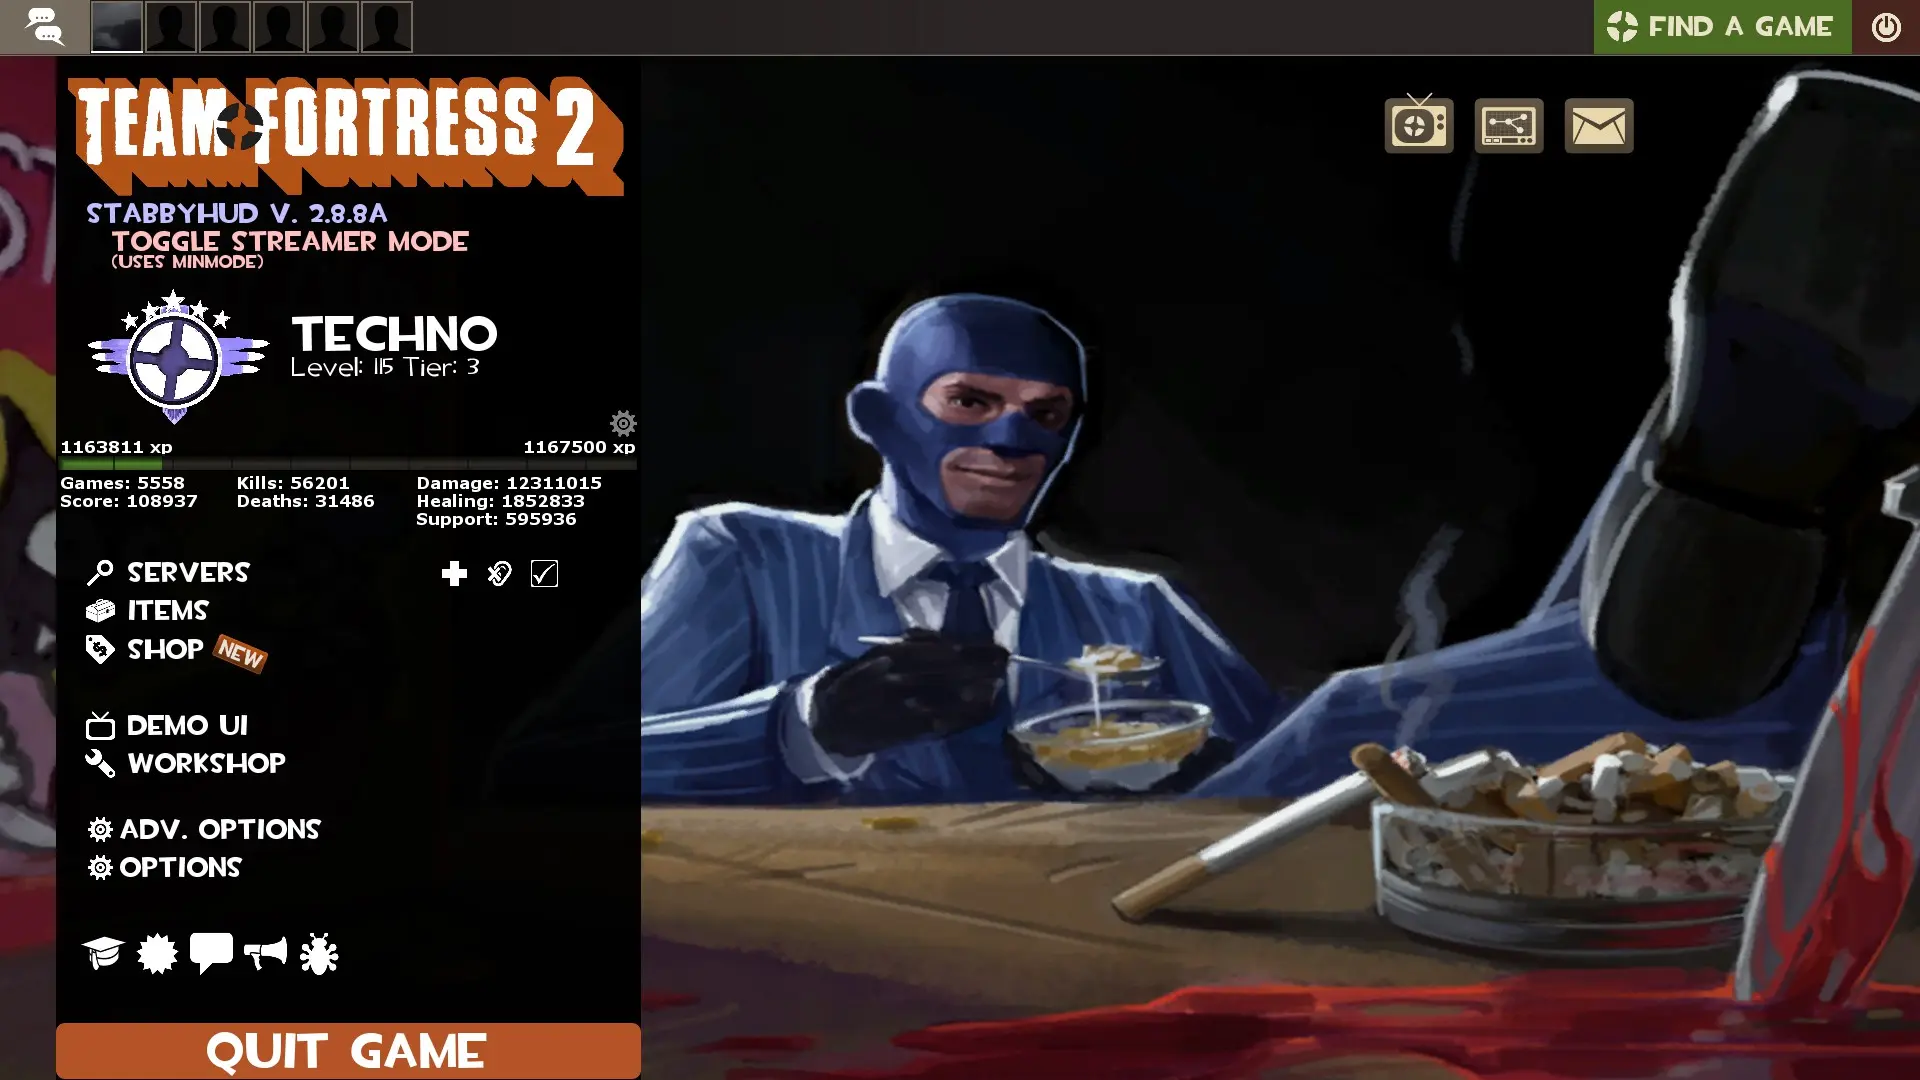 FIND A GAME
TEAM FORTRESS 2
STABBYHUD V. 2.8.8A
TOGGLE STREAMER MODE
(USES MINMODE)
TECHNO
Level: 115 Tier: 3
1163811 xp
1167500 xp
Games: 5558
Kills: 56201
Damage: 12311015
Score: 108937
Deaths: 31486
Healing: 1852833
Support: 595936
SERVERS
ITEMS
SHOP NEW
DEMO UI
WORKSHOP
ADV. OPTIONS
OPTIONS
QUIT GAME